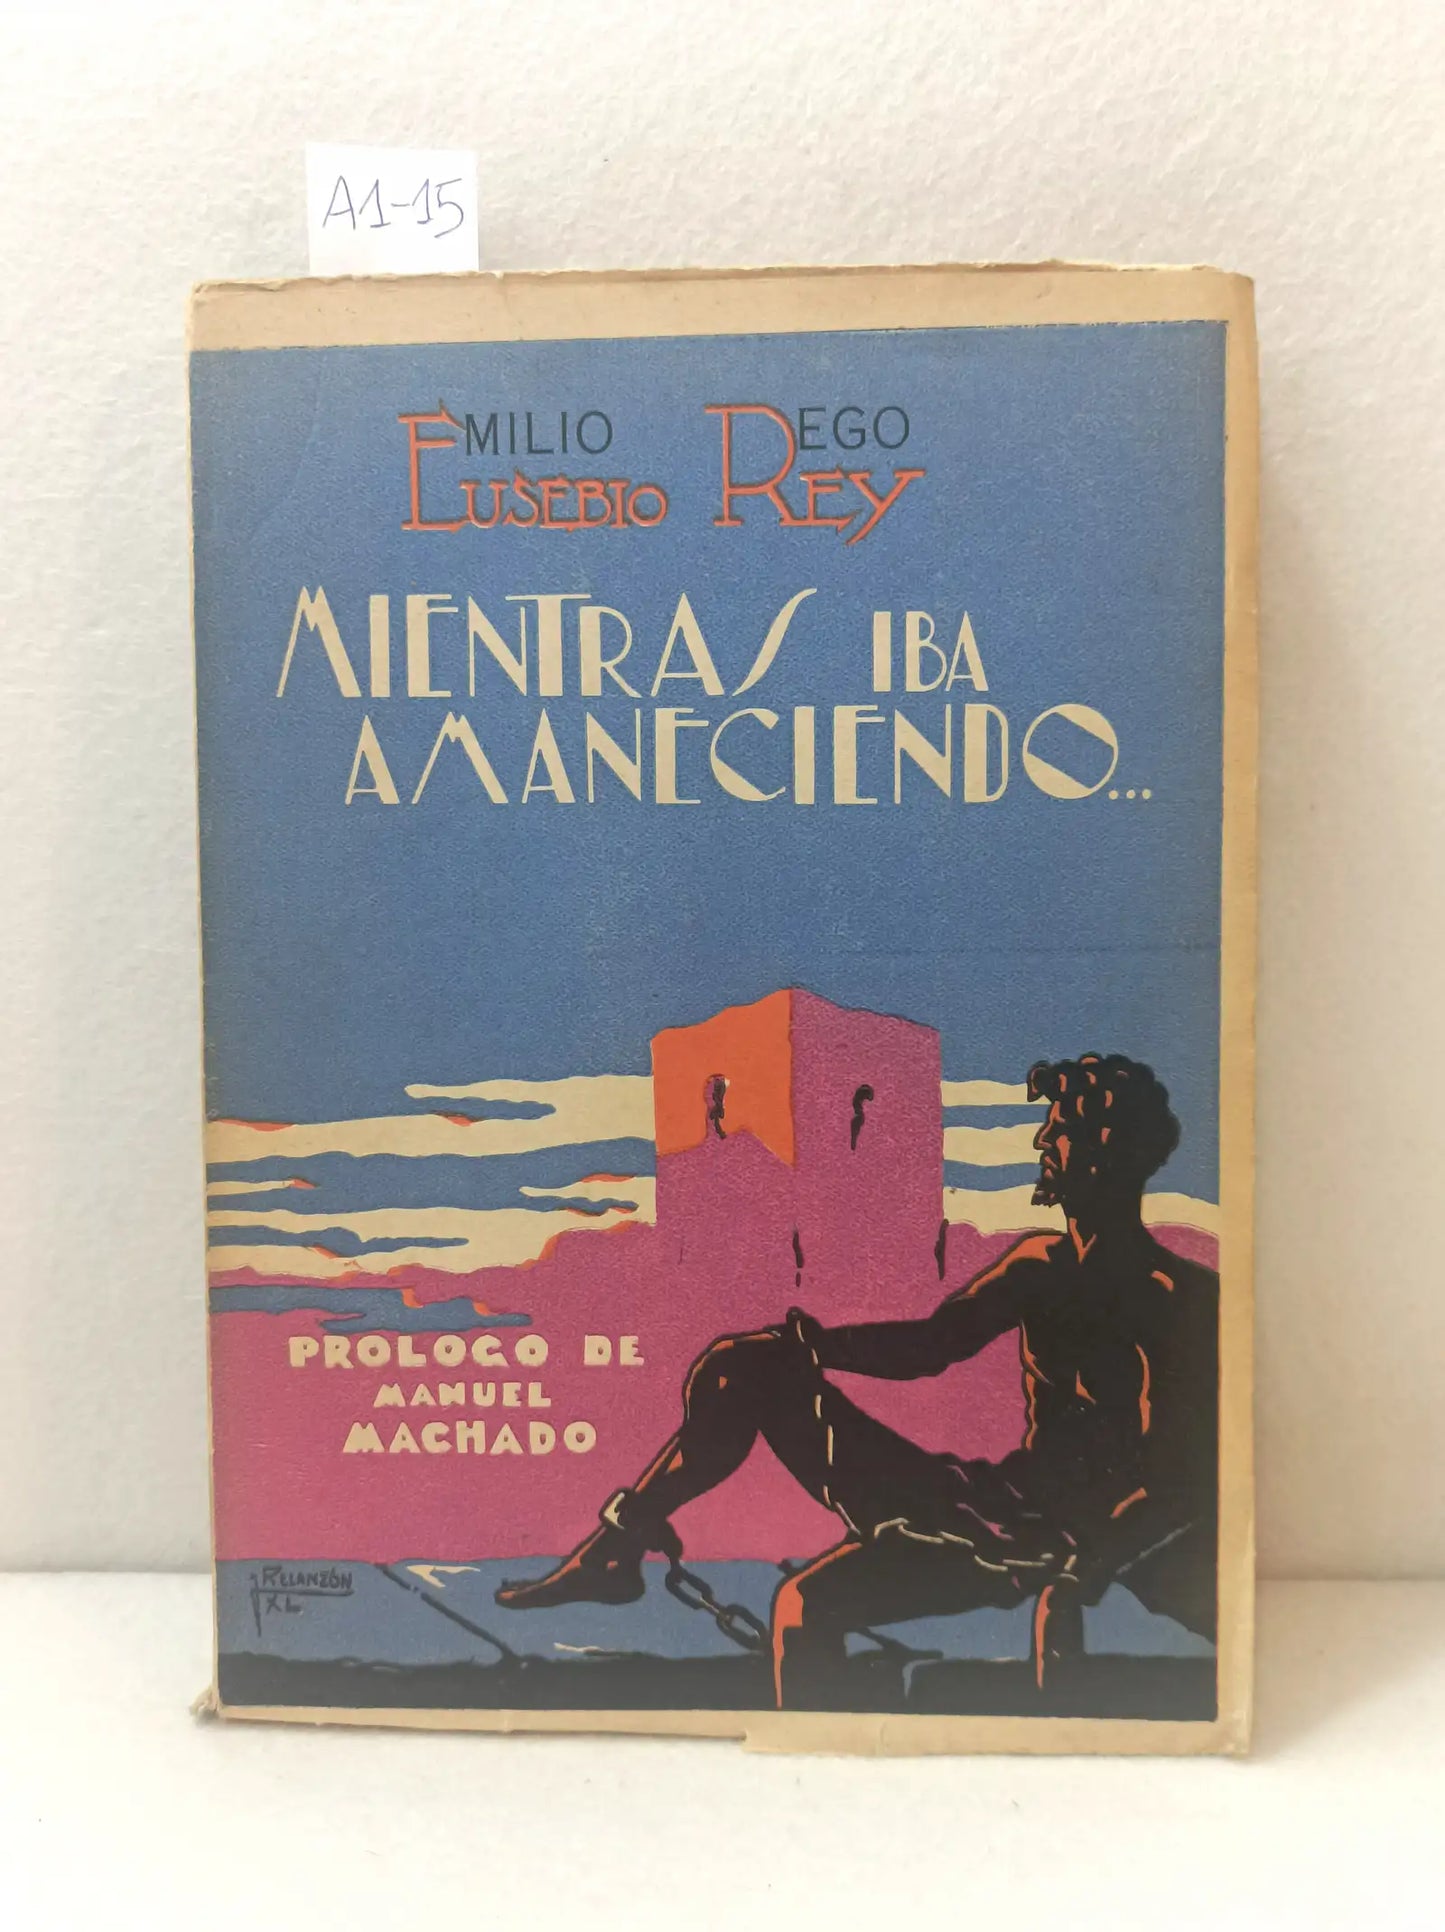 A1-15
EMILIO REGO
EUSEBIO REY
MIENTRAS IBA
AMANECIENDO...
PROLOGO DE
MANUEL
MACHADO
RELANZÓN
XL